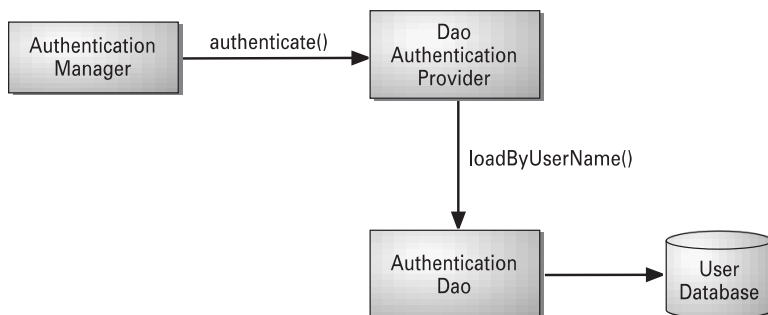 Authentication
Manager
authenticate()
Dao
Authentication
Provider
loadByUserName()
Authentication
Dao
User
Database